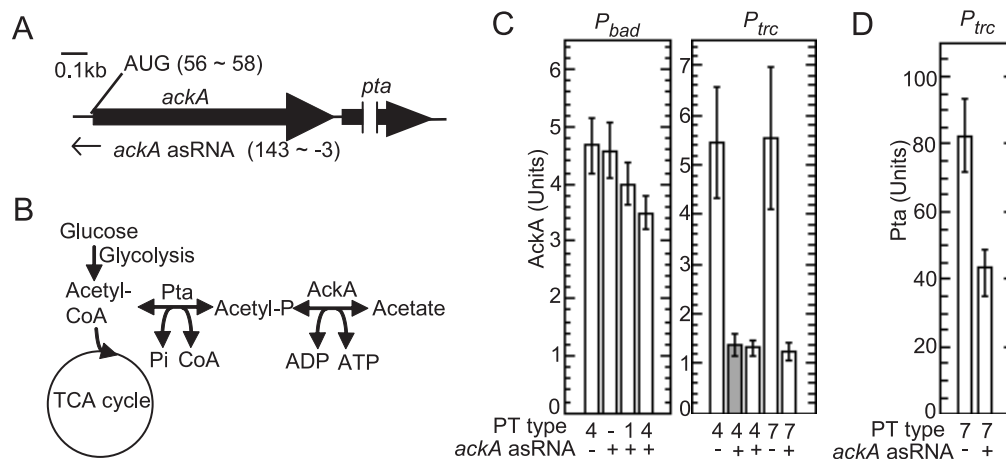 A
0.1kb
AUG (56 ~ 58)
ackA
pta
ackA asRNA (143 ~ -3)
B
Glucose
Glycolysis
Acetyl-
CoA
Pta
Acetyl-P
AckA
Acetate
Pi CoA
ADP ATP
TCA cycle
C
Pbad
Ptrc
AckA (Units)
6
5
4
3
2
1
0
7
6
5
4
3
2
1
0
PT type 4 - 1 4 4 4 4 7 7
ackA asRNA - + + + - + + - +
D
Ptrc
Pta (Units)
100
80
60
40
20
0
PT type 7 7
ackA asRNA - +